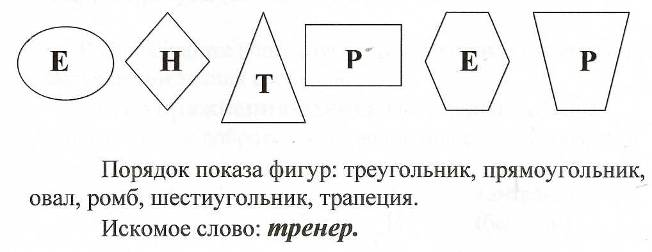 Е Н Т Р Е Р
Порядок показа фигур: треугольник, прямоугольник,
овал, ромб, шестиугольник, трапеция.
Искомое слово: тренер.